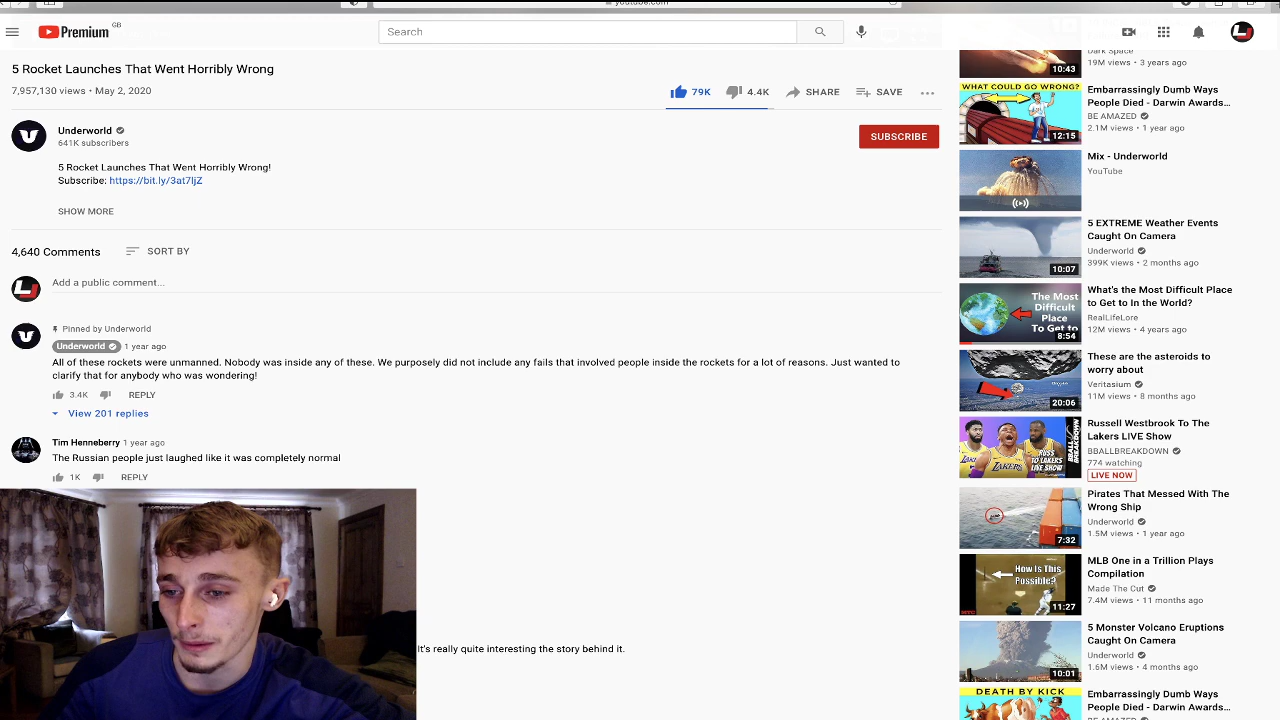 youtube.com
Premium GB
Search
5 Rocket Launches That Went Horribly Wrong
7,957,130 views • May 2, 2020
79K
4.4K
SHARE
SAVE
Underworld
641K subscribers
SUBSCRIBE
5 Rocket Launches That Went Horribly Wrong!
Subscribe: https://bit.ly/3at7ljZ
SHOW MORE
4,640 Comments
SORT BY
Add a public comment...
Pinned by Underworld
Underworld 1 year ago
All of these rockets were unmanned. Nobody was inside any of these. We purposely did not include any fails that involved people inside the rockets for a lot of reasons. Just wanted to
clarify that for anybody who was wondering!
3.4K
REPLY
View 201 replies
Tim Henneberry 1 year ago
The Russian people just laughed like it was completely normal
1K
REPLY
It's really quite interesting the story behind it.
10:43
Dark Space
19M views • 3 years ago
WHAT COULD GO WRONG?
12:15
Embarrassingly Dumb Ways
People Died - Darwin Awards...
BE AMAZED
2.1M views • 1 year ago
Mix - Underworld
YouTube
10:07
5 EXTREME Weather Events
Caught On Camera
Underworld
399K views • 2 months ago
The Most
Difficult
Place
To Get to
8:54
What's the Most Difficult Place
to Get to In the World?
RealLifeLore
12M views • 4 years ago
20:06
These are the asteroids to
worry about
Veritasium
11M views • 8 months ago
RUSS
TO LAKERS
LIVE SHOW
LAKERS
BBALL
BREAKDOWN
Russell Westbrook To The
Lakers LIVE Show
BBALLBREAKDOWN
774 watching
LIVE NOW
7:32
Pirates That Messed With The
Wrong Ship
Underworld
1.5M views • 1 year ago
How Is This
Possible?
11:27
MLB One in a Trillion Plays
Compilation
Made The Cut
7.4M views • 11 months ago
10:01
5 Monster Volcano Eruptions
Caught On Camera
Underworld
1.6M views • 4 months ago
DEATH BY KICK
Embarrassingly Dumb Ways
People Died - Darwin Awards...
BE AMAZED